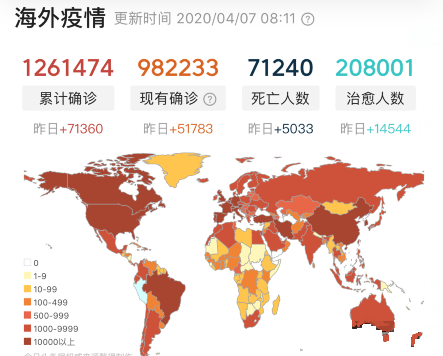 海外疫情 更新时间 2020/04/07 08:11 ?
1261474 982233 71240 208001
累计确诊 现有确诊 ? 死亡人数 治愈人数
昨日+71360 昨日+51783 昨日+5033 昨日+14544
0
1-9
10-99
100-499
500-999
1000-9999
10000以上